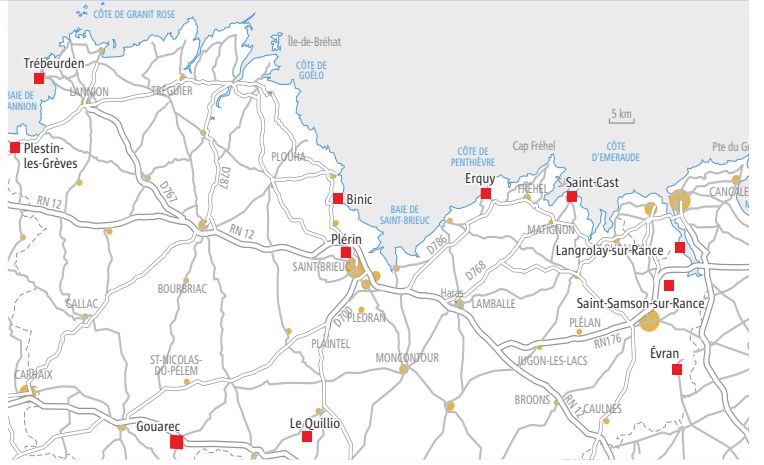 CÔTE DE GRANIT ROSE
Île-de-Bréhat
Trébeurden
CÔTE DE
GOËLO
LANNION
TRÉGUIER
BAIE DE
LANNION
5 km
Plestin-
les-Grèves
PLOUHA
CÔTE DE
PENTHIÈVRE
Cap Fréhel
CÔTE
D'EMERAUDE
Pte du Gr
D767
D787
Erquy
Saint-Cast
FRÉHEL
CANCALE
RN 12
Binic
BAIE DE
SAINT-BRIEUC
RN 12
Plérin
D786
MATIGNON
Langrolay-sur-Rance
SAINT-BRIEUC
D768
BOURBRIAC
Haras
LAMBALLE
Saint-Samson-sur-Rance
CALLAC
D700
PLÉDRAN
PLÉLAN
PLAINTEL
RN176
ST-NICOLAS-
DU-PÉLEM
MONCONTOUR
JUGON-LES-LACS
Évran
CARHAIX
BROONS
RN 12
CAULNES
Gouarec
Le Quillio